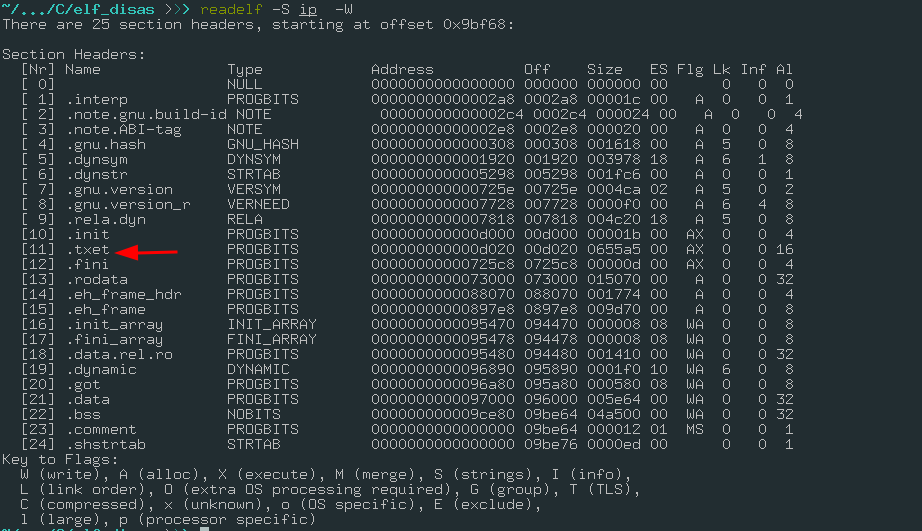 ~/.../C/elf_disas >>> readelf -S ip  -W
There are 25 section headers, starting at offset 0x9bf68:
Section Headers:
[Nr] Name Type Address Off Size ES Flg Lk Inf Al
[ 0] NULL 0000000000000000 000000 000000 00 0 0 0
[ 1] .interp PROGBITS 00000000000002a8 0002a8 00001c 00 A 0 0 1
[ 2] .note.gnu.build-id NOTE 00000000000002c4 0002c4 000024 00 A 0 0 4
[ 3] .note.ABI-tag NOTE 00000000000002e8 0002e8 000020 00 A 0 0 4
[ 4] .gnu.hash GNU_HASH 0000000000000308 000308 001618 00 A 5 0 8
[ 5] .dynsym DYNSYM 0000000000001920 001920 003978 18 A 6 1 8
[ 6] .dynstr STRTAB 0000000000005298 005298 001fc6 00 A 0 0 1
[ 7] .gnu.version VERSYM 000000000000725e 00725e 0004ca 02 A 5 0 2
[ 8] .gnu.version_r VERNEED 0000000000007728 007728 0000f0 00 A 6 4 8
[ 9] .rela.dyn RELA 0000000000007818 007818 004c20 18 A 5 0 8
[10] .init PROGBITS 000000000000d000 00d000 00001b 00 AX 0 0 4
[11] .txet PROGBITS 000000000000d020 00d020 0655a5 00 AX 0 0 16
[12] .fini PROGBITS 00000000000725c8 0725c8 00000d 00 AX 0 0 4
[13] .rodata PROGBITS 0000000000073000 073000 015070 00 A 0 0 32
[14] .eh_frame_hdr PROGBITS 0000000000088070 088070 001774 00 A 0 0 4
[15] .eh_frame PROGBITS 00000000000897e8 0897e8 009d70 00 A 0 0 8
[16] .init_array INIT_ARRAY 0000000000095470 094470 000008 08 WA 0 0 8
[17] .fini_array FINI_ARRAY 0000000000095478 094478 000008 08 WA 0 0 8
[18] .data.rel.ro PROGBITS 0000000000095480 094480 001410 00 WA 0 0 32
[19] .dynamic DYNAMIC 0000000000096890 095890 0001f0 10 WA 6 0 8
[20] .got PROGBITS 0000000000096a80 095a80 000580 08 WA 0 0 8
[21] .data PROGBITS 0000000000097000 096000 005e64 00 WA 0 0 32
[22] .bss NOBITS 000000000009ce80 09be64 04a500 00 WA 0 0 32
[23] .comment PROGBITS 0000000000000000 09be64 000012 01 MS 0 0 1
[24] .shstrtab STRTAB 0000000000000000 09be76 0000ed 00 0 0 1
Key to Flags:
W (write), A (alloc), X (execute), M (merge), S (strings), I (info),
L (link order), O (extra OS processing required), G (group), T (TLS),
C (compressed), x (unknown), o (OS specific), E (exclude),
l (large), p (processor specific)